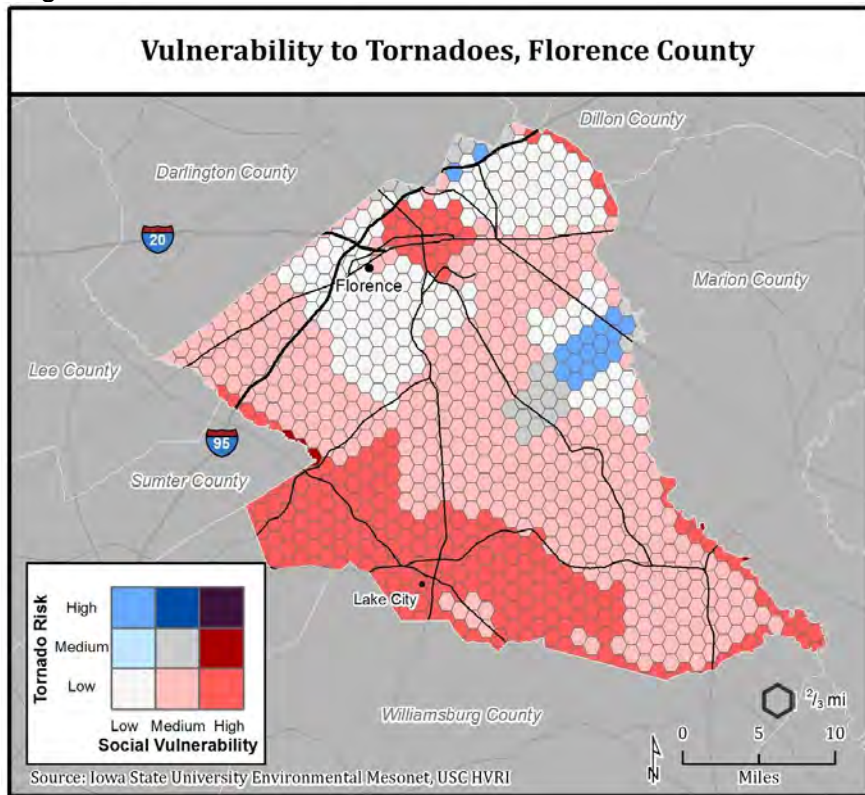 Vulnerability to Tornadoes, Florence County
Dillon County
Darlington County
20
Florence
Marion County
Lee County
95
Sumter County
Lake City
Williamsburg County
Tornado Risk
High
Medium
Low
Low Medium High
Social Vulnerability
2/3 mi
0 5 10
Miles
N
Source: Iowa State University Environmental Mesonet, USC HVRI